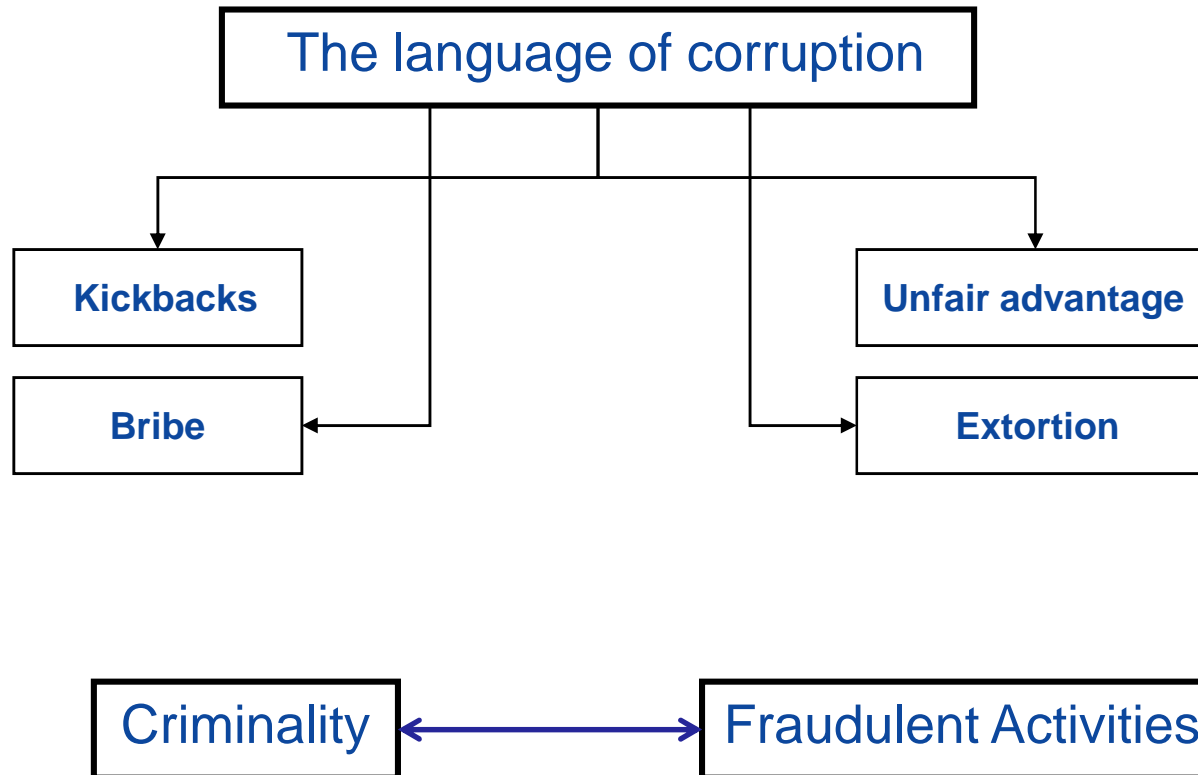 The language of corruption
Kickbacks
Unfair advantage
Bribe
Extortion
Criminality
Fraudulent Activities